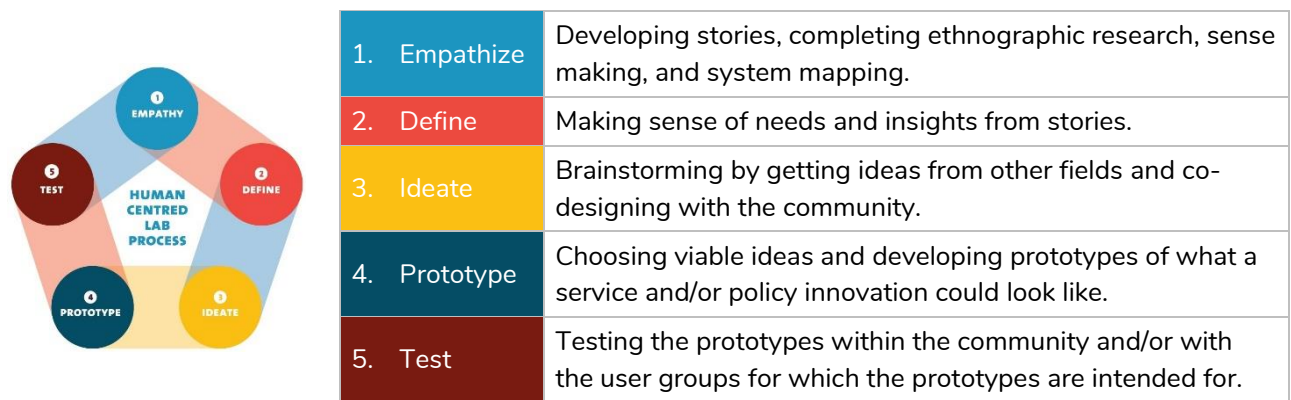 1
EMPATHY
5
TEST
2
DEFINE
HUMAN
CENTRED
LAB
PROCESS
4
PROTOTYPE
3
IDEATE
1. Empathize
Developing stories, completing ethnographic research, sense
making, and system mapping.
2. Define
Making sense of needs and insights from stories.
3. Ideate
Brainstorming by getting ideas from other fields and co-
designing with the community.
4. Prototype
Choosing viable ideas and developing prototypes of what a
service and/or policy innovation could look like.
5. Test
Testing the prototypes within the community and/or with
the user groups for which the prototypes are intended for.